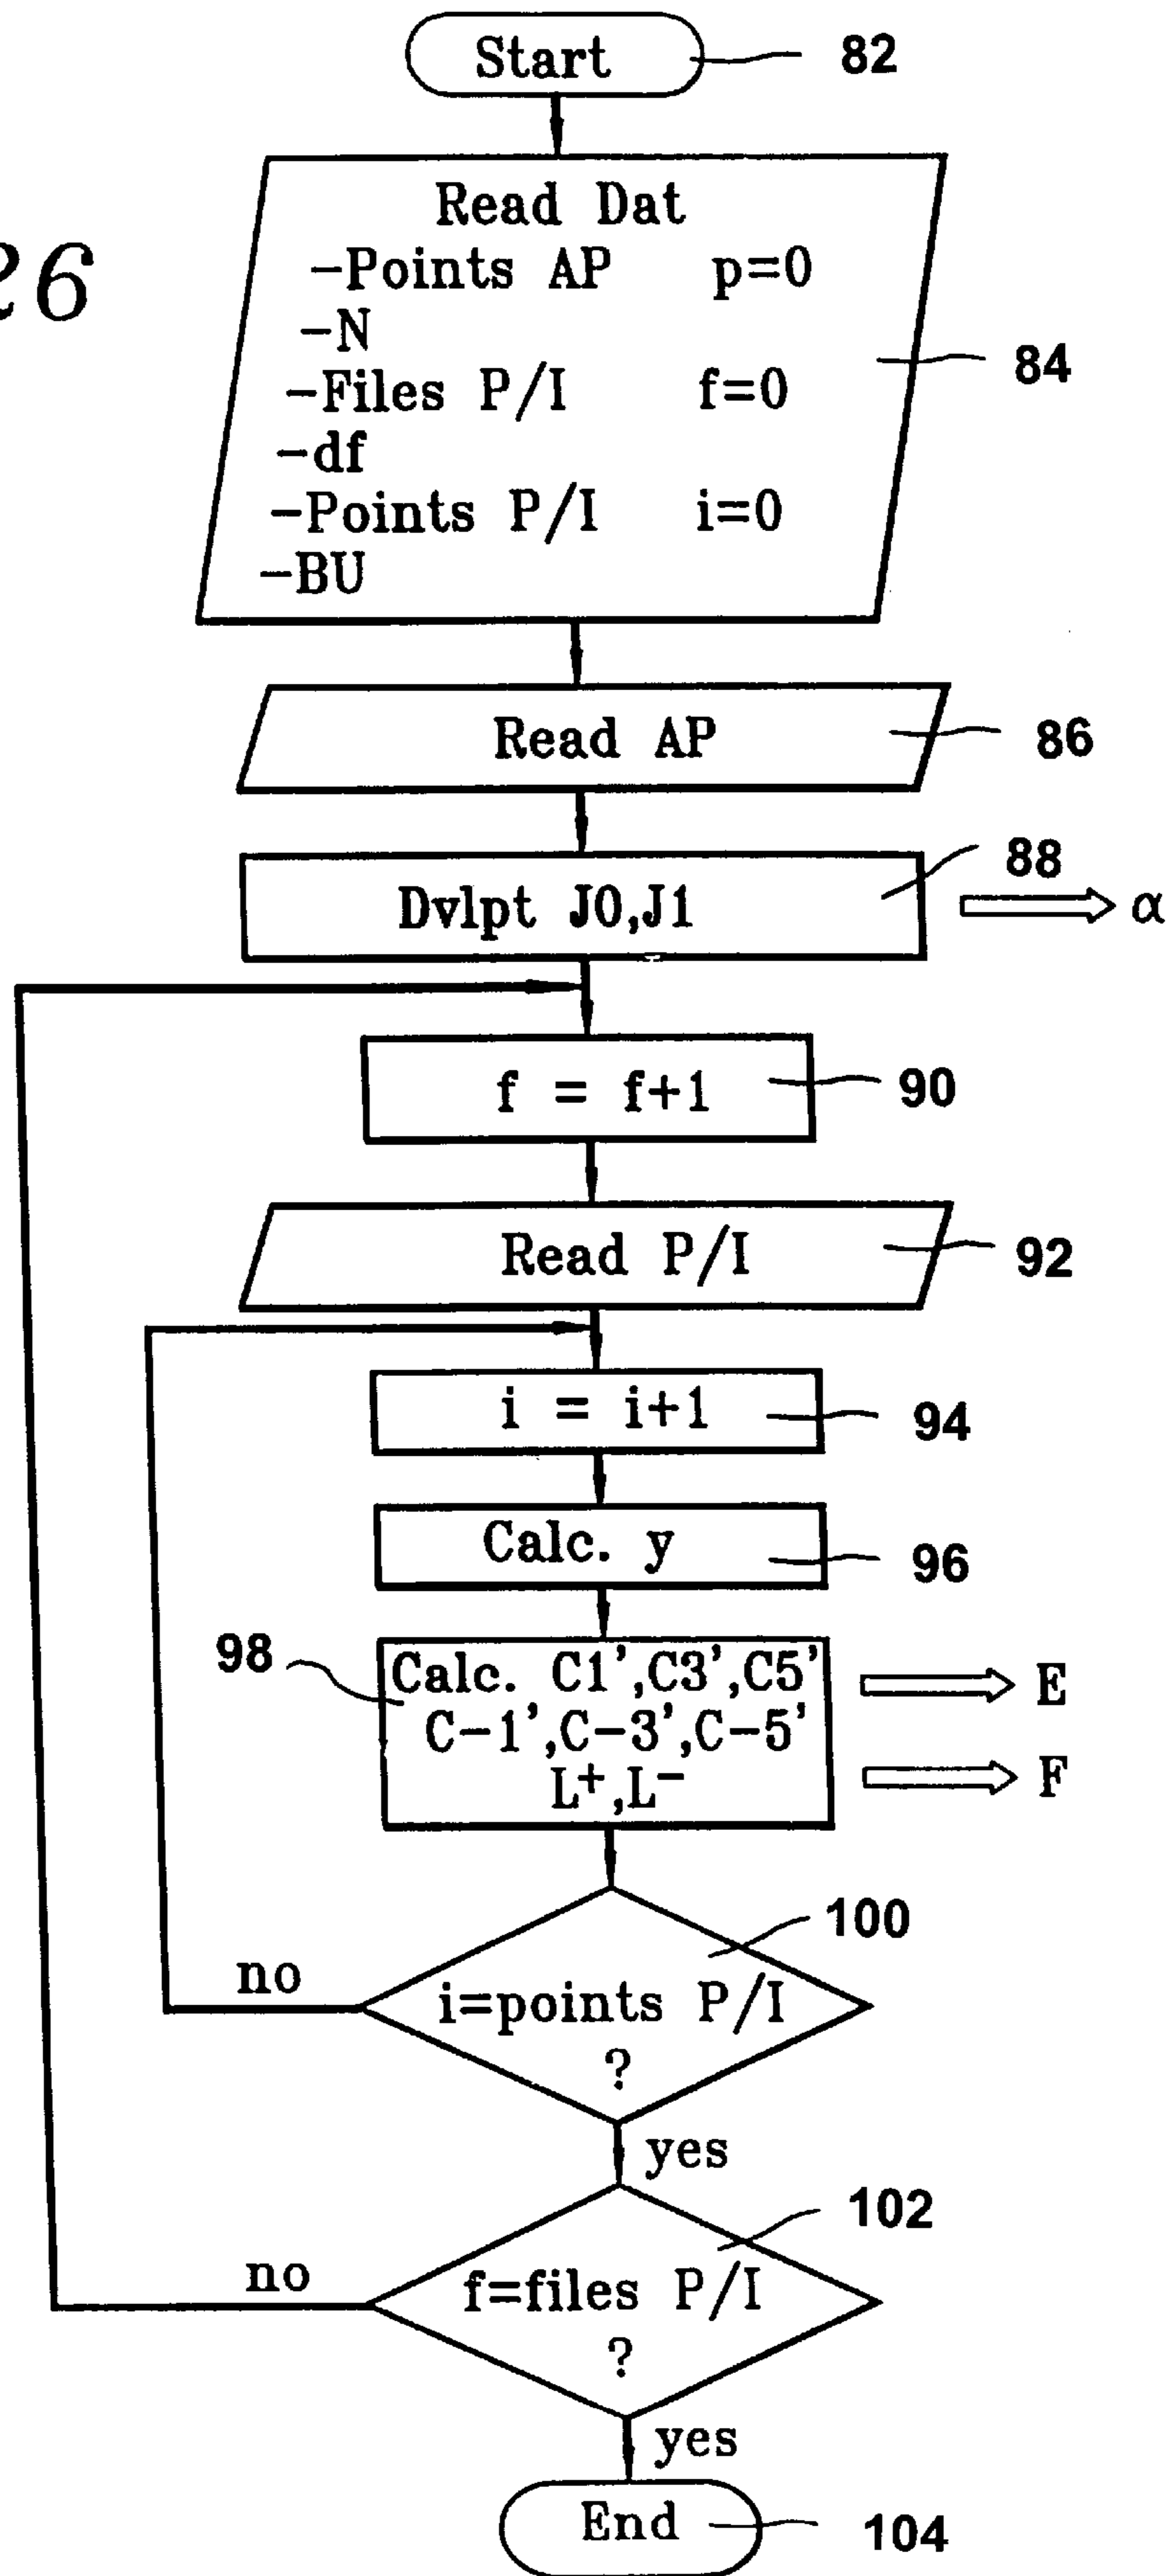 Start
82
26
Read Dat
-Points AP p=0
-N
-Files P/I f=0
-df
-Points P/I i=0
-BU
84
Read AP
86
Dvlpt J0,J1
88
α
f = f+1
90
Read P/I
92
i = i+1
94
Calc. y
96
98
Calc. C1',C3',C5'
C-1',C-3',C-5'
L⁺,L⁻
E
F
100
no
i=points P/I
?
yes
102
no
f=files P/I
?
yes
End
104